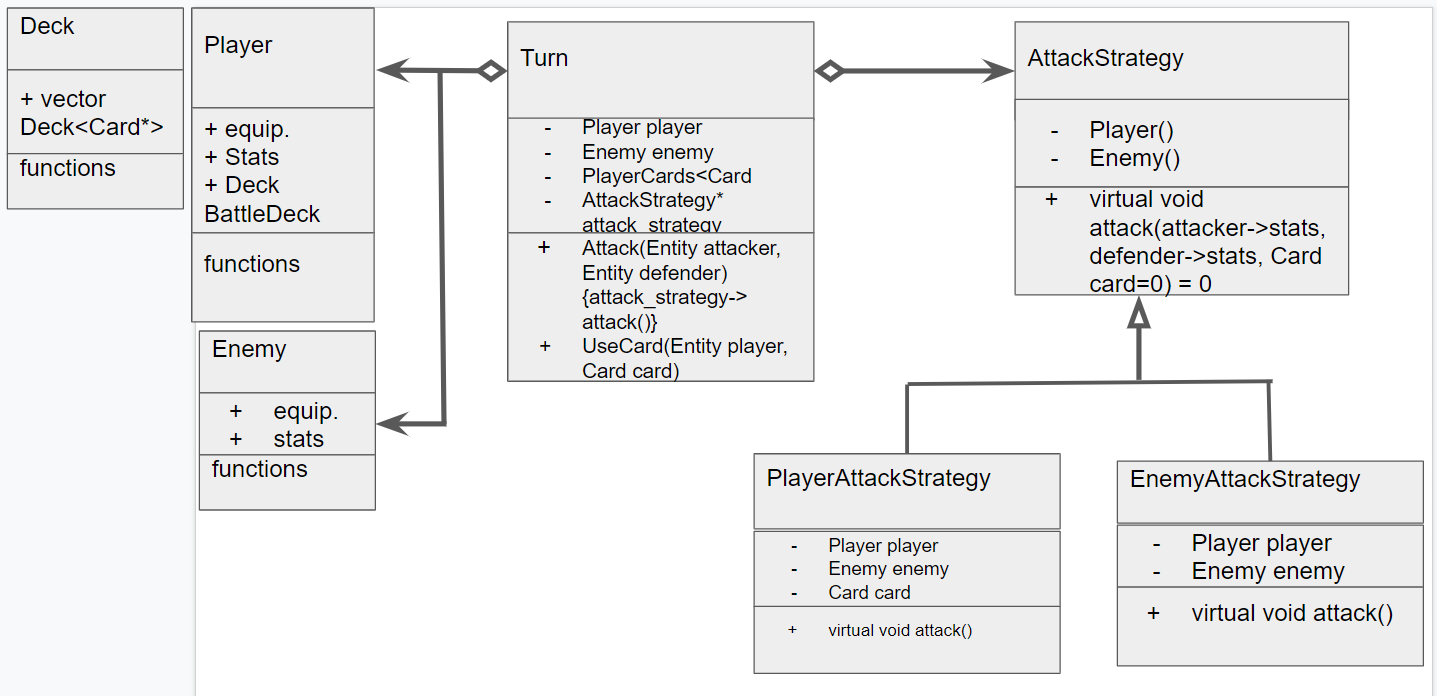 Deck
+ vector
Deck<Card*>
functions
Player
+ equip.
+ Stats
+ Deck
BattleDeck
functions
Enemy
+ equip.
+ stats
functions
Turn
- Player player
- Enemy enemy
- PlayerCards<Card
- AttackStrategy*
attack_strategy
+ Attack(Entity attacker,
Entity defender)
{attack_strategy->
attack()}
+ UseCard(Entity player,
Card card)
AttackStrategy
- Player()
- Enemy()
+ virtual void
attack(attacker->stats,
defender->stats, Card
card=0) = 0
PlayerAttackStrategy
- Player player
- Enemy enemy
- Card card
+ virtual void attack()
EnemyAttackStrategy
- Player player
- Enemy enemy
+ virtual void attack()